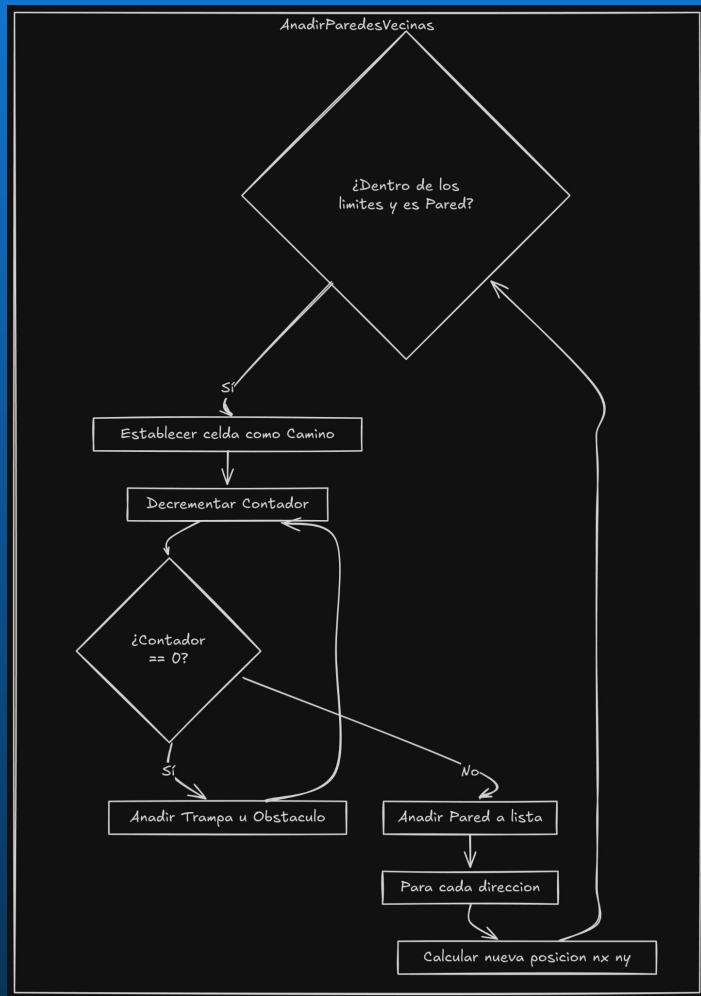 AnadirParedesVecinas
¿Dentro de los
limites y es Pared?
Sí
Establecer celda como Camino
Decrementar Contador
¿Contador
== 0?
Sí
No
Anadir Trampa u Obstaculo
Anadir Pared a lista
Para cada direccion
Calcular nueva posicion nx ny